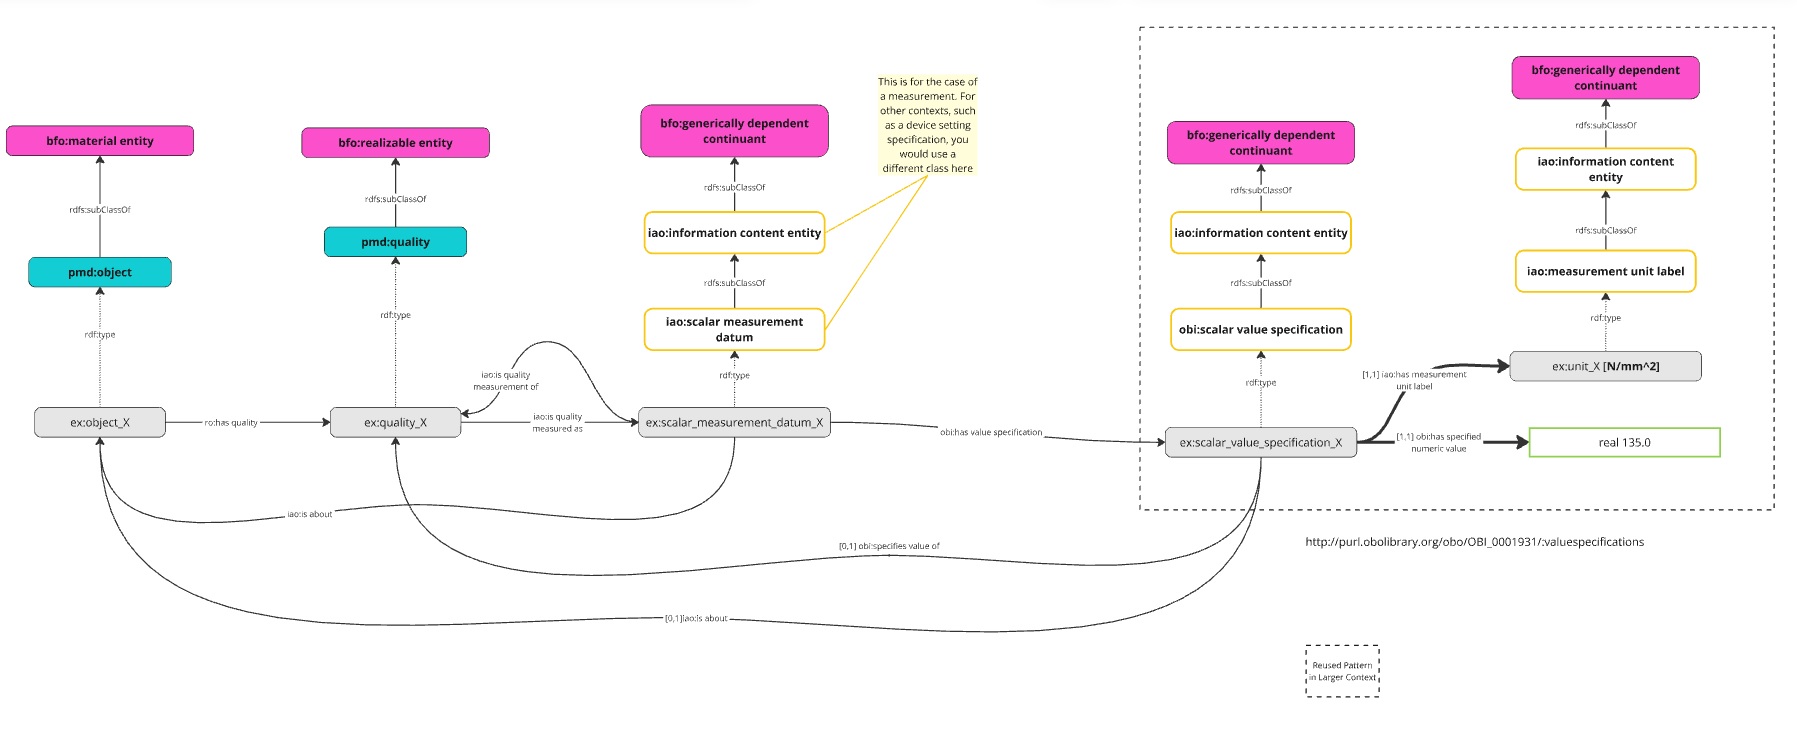 This is for the case of
a measurement. For
other contexts, such
as a device setting
specification, you
would use a
different class here
bfo:material entity
rdfs:subClassOf
pmd:object
rdf:type
ex:object_X
ro:has quality
bfo:realizable entity
rdfs:subClassOf
pmd:quality
rdf:type
ex:quality_X
iao:is quality
measurement of
iao:is quality
measured as
bfo:generically dependent
continuant
rdfs:subClassOf
iao:information content entity
rdfs:subClassOf
iao:scalar measurement
datum
rdf:type
ex:scalar_measurement_datum_X
obi:has value specification
bfo:generically dependent
continuant
rdfs:subClassOf
iao:information content entity
rdfs:subClassOf
obi:scalar value specification
rdf:type
ex:scalar_value_specification_X
bfo:generically dependent
continuant
rdfs:subClassOf
iao:information content
entity
rdfs:subClassOf
iao:measurement unit label
rdf:type
ex:unit_X [N/mm^2]
[1,1] iao:has measurement
unit label
[1,1] obi:has specified
numeric value
real 135.0
iao:is about
[0,1] obi:specifies value of
[0,1]iao:is about
http://purl.obolibrary.org/obo/OBI_0001931/:valuespecifications
Reused Pattern
in Larger Context